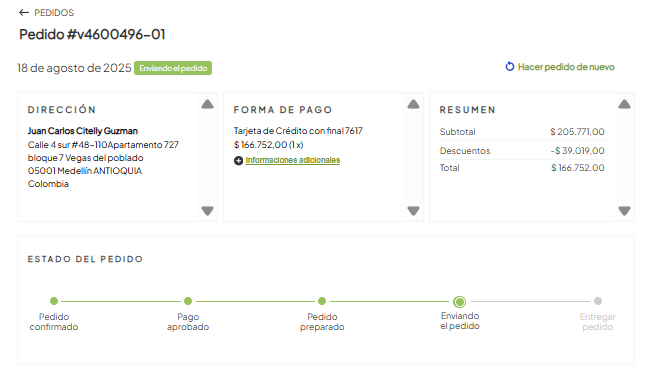 ← PEDIDOS
Pedido #v4600496-01
18 de agosto de 2025 Enviando el pedido
Hacer pedido de nuevo
DIRECCIÓN
Juan Carlos Citelly Guzman
Calle 4 sur #48-110Apartamento 727
bloque 7 Vegas del poblado
05001 Medellín ANTIOQUIA
Colombia
FORMA DE PAGO
Tarjeta de Crédito con final 7617
$ 166.752,00 (1 x)
Informaciones adicionales
RESUMEN
Subtotal $ 205.771,00
Descuentos -$ 39.019,00
Total $ 166.752,00
ESTADO DEL PEDIDO
Pedido
confirmado
Pago
aprobado
Pedido
preparado
Enviando
el pedido
Entregar
pedido